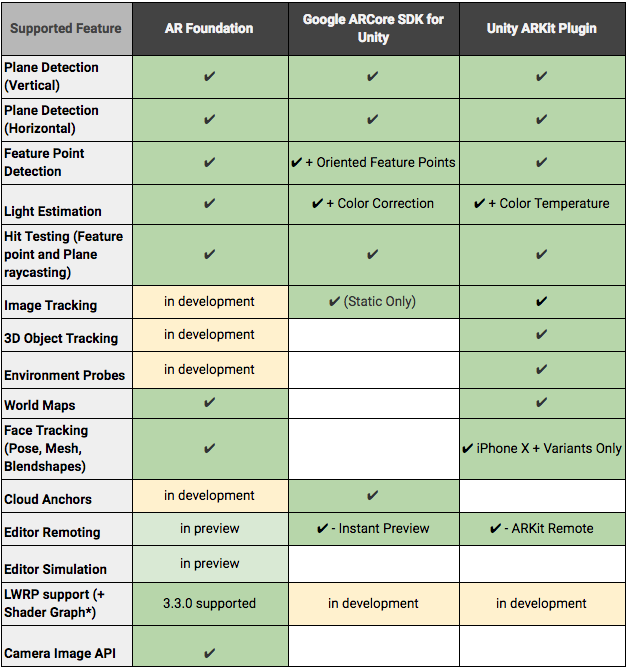 Supported Feature AR Foundation Google ARCore SDK for Unity Unity ARKit Plugin
Plane Detection (Vertical) ✔ ✔ ✔
Plane Detection (Horizontal) ✔ ✔ ✔
Feature Point Detection ✔ ✔ + Oriented Feature Points ✔
Light Estimation ✔ ✔ + Color Correction ✔ + Color Temperature
Hit Testing (Feature point and Plane raycasting) ✔ ✔ ✔
Image Tracking in development ✔ (Static Only) ✔
3D Object Tracking in development ✔
Environment Probes in development ✔
World Maps ✔ ✔
Face Tracking (Pose, Mesh, Blendshapes) ✔ ✔ iPhone X + Variants Only
Cloud Anchors in development ✔
Editor Remoting in preview ✔ - Instant Preview ✔ - ARKit Remote
Editor Simulation in preview
LWRP support (+ Shader Graph*) 3.3.0 supported in development in development
Camera Image API ✔